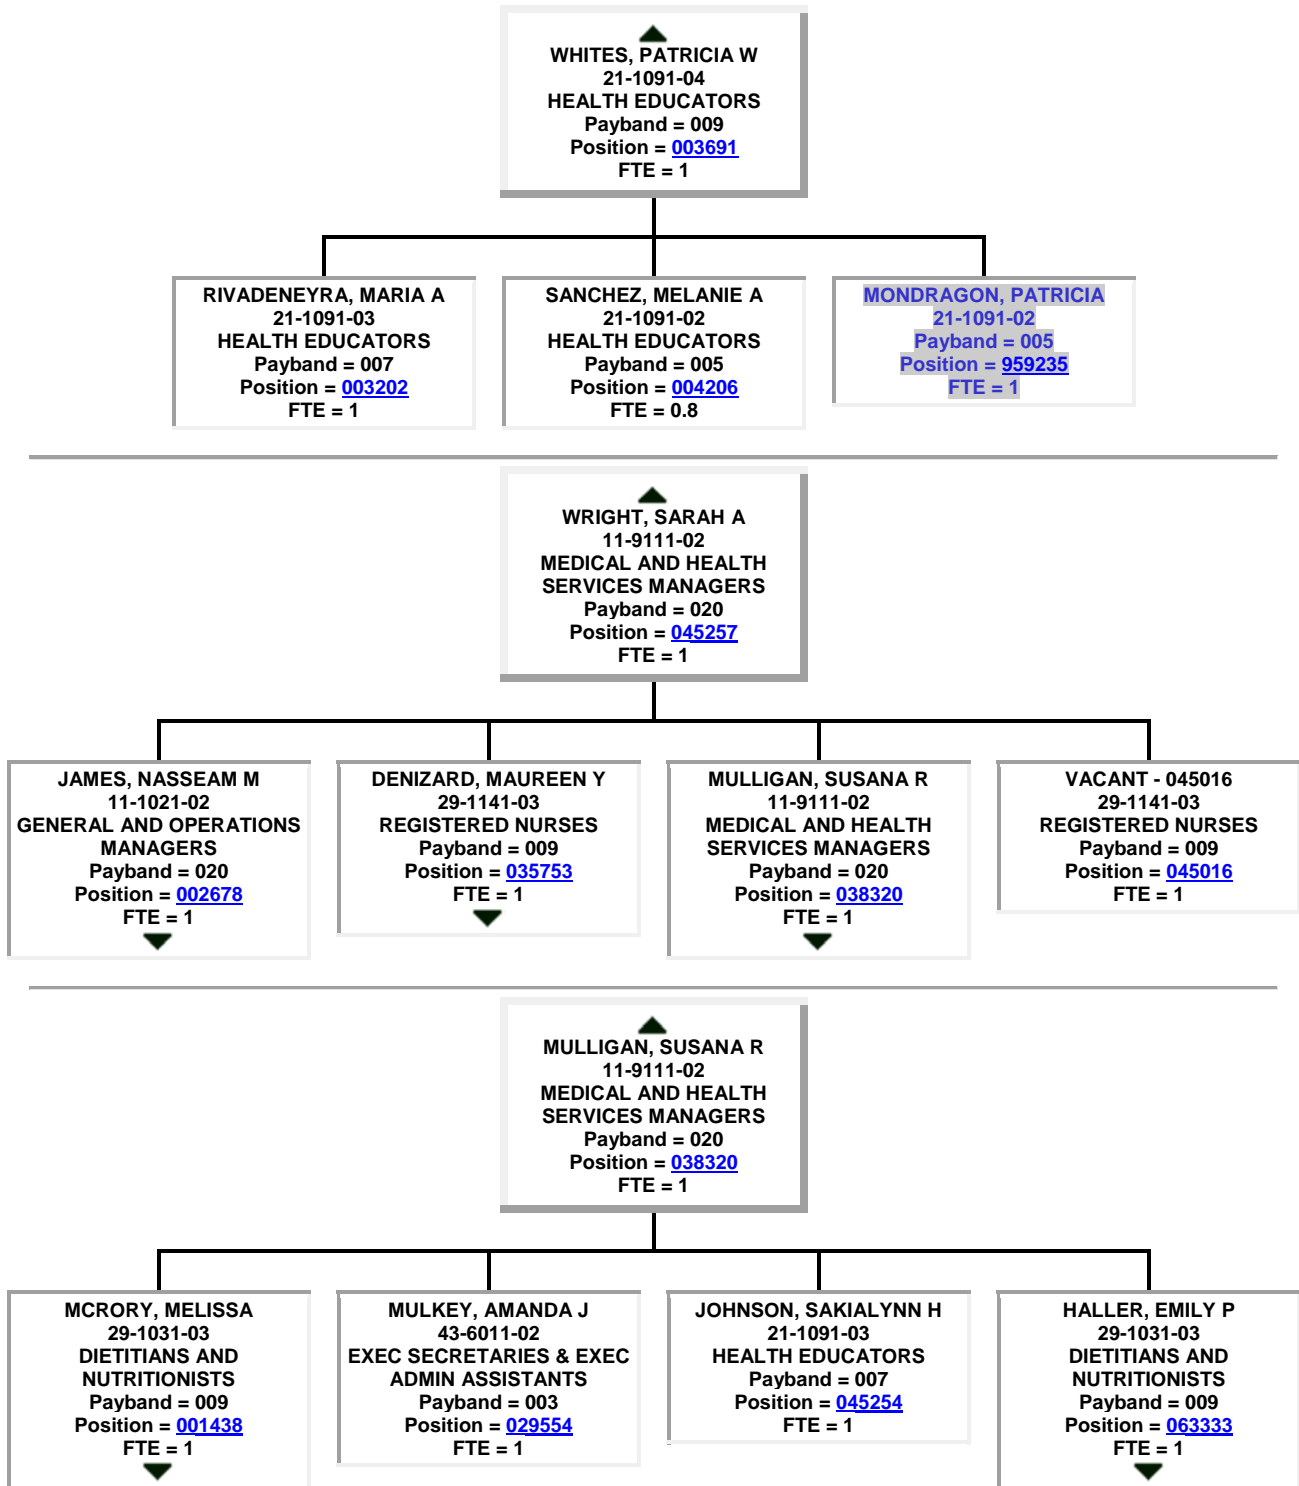 WHITES, PATRICIA W
21-1091-04
HEALTH EDUCATORS
Payband = 009
Position = 003691
FTE = 1
RIVADENEYRA, MARIA A
21-1091-03
HEALTH EDUCATORS
Payband = 007
Position = 003202
FTE = 1
SANCHEZ, MELANIE A
21-1091-02
HEALTH EDUCATORS
Payband = 005
Position = 004206
FTE = 0.8
MONDRAGON, PATRICIA
21-1091-02
Payband = 005
Position = 959235
FTE = 1
WRIGHT, SARAH A
11-9111-02
MEDICAL AND HEALTH
SERVICES MANAGERS
Payband = 020
Position = 045257
FTE = 1
JAMES, NASSEAM M
11-1021-02
GENERAL AND OPERATIONS
MANAGERS
Payband = 020
Position = 002678
FTE = 1
DENIZARD, MAUREEN Y
29-1141-03
REGISTERED NURSES
Payband = 009
Position = 035753
FTE = 1
MULLIGAN, SUSANA R
11-9111-02
MEDICAL AND HEALTH
SERVICES MANAGERS
Payband = 020
Position = 038320
FTE = 1
VACANT - 045016
29-1141-03
REGISTERED NURSES
Payband = 009
Position = 045016
FTE = 1
MULLIGAN, SUSANA R
11-9111-02
MEDICAL AND HEALTH
SERVICES MANAGERS
Payband = 020
Position = 038320
FTE = 1
MCRORY, MELISSA
29-1031-03
DIETITIANS AND
NUTRITIONISTS
Payband = 009
Position = 001438
FTE = 1
MULKEY, AMANDA J
43-6011-02
EXEC SECRETARIES & EXEC
ADMIN ASSISTANTS
Payband = 003
Position = 029554
FTE = 1
JOHNSON, SAKIALYNN H
21-1091-03
HEALTH EDUCATORS
Payband = 007
Position = 045254
FTE = 1
HALLER, EMILY P
29-1031-03
DIETITIANS AND
NUTRITIONISTS
Payband = 009
Position = 063333
FTE = 1